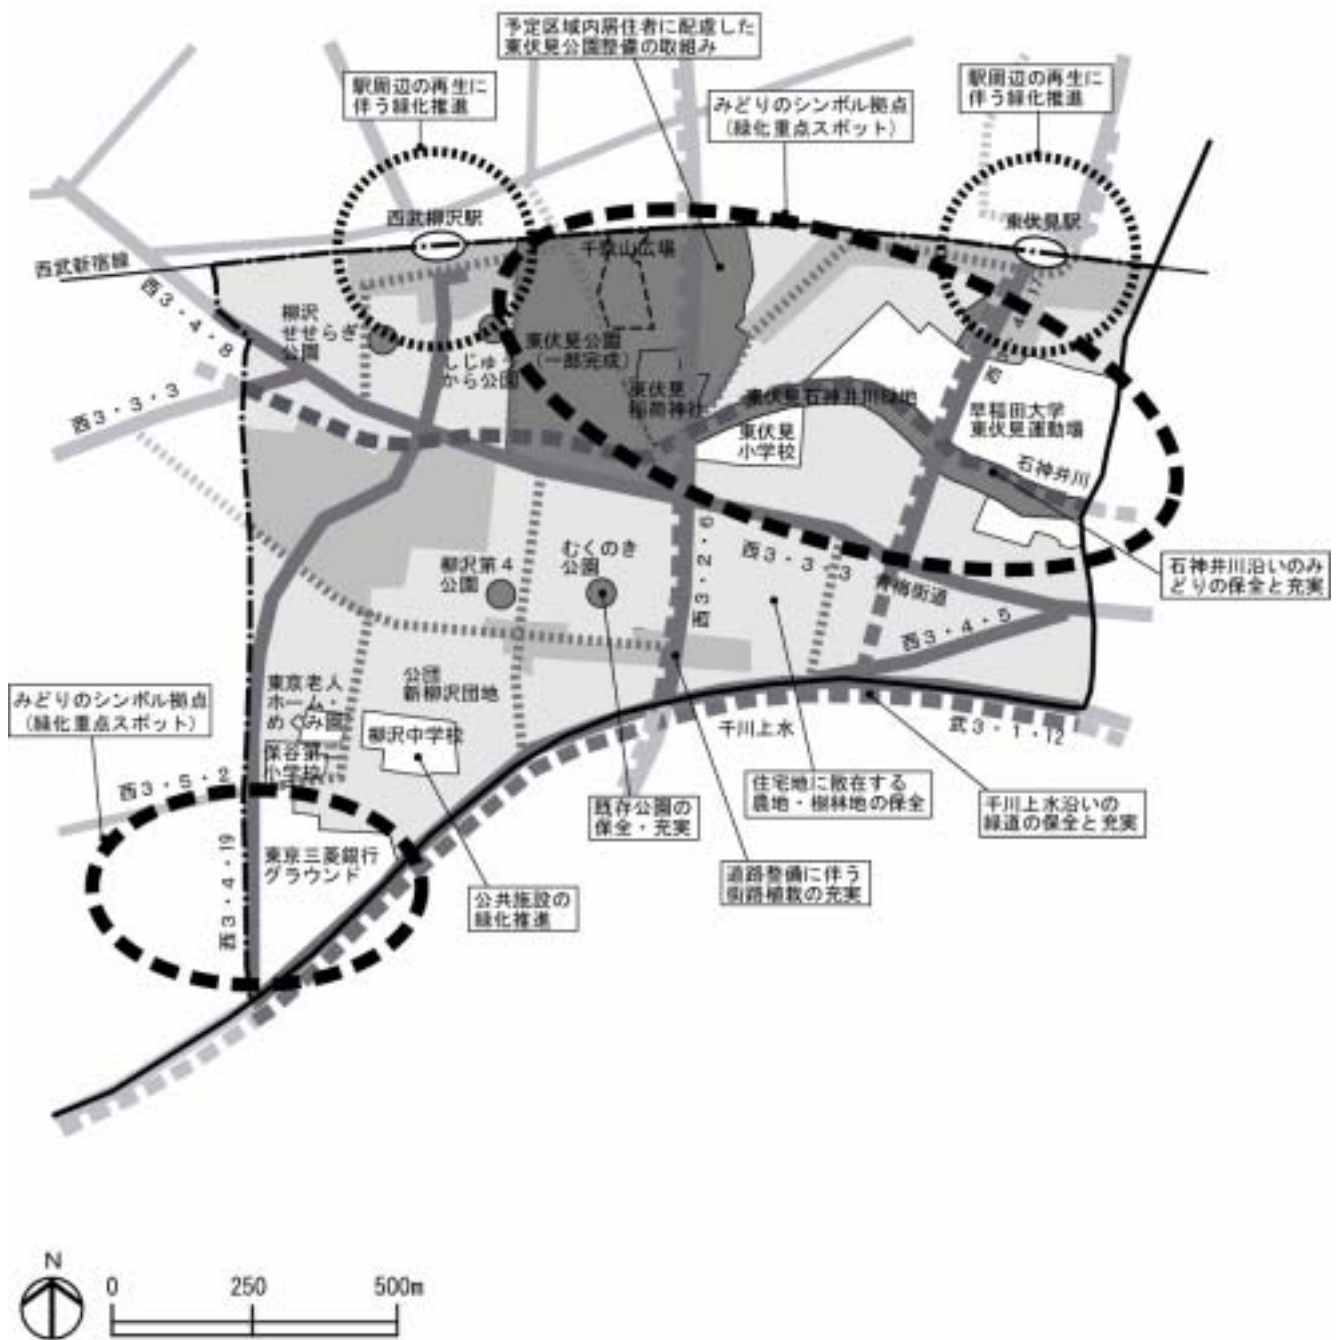 予定区域内居住者に配慮した
東伏見公園整備の取組み
駅周辺の再生に
伴う緑化推進
みどりのシンボル拠点
（緑化重点スポット）
駅周辺の再生に
伴う緑化推進
西武柳沢駅
東伏見駅
西武新宿線
千駄山広場
西3・4・8
柳沢
せせらぎ
公園
しじゅう
から公園
東伏見公園
（一部完成）
東伏見
稲荷神社
東伏見石神井川緑地
東伏見
小学校
早稲田大学
東伏見運動場
石神井川
西3・3・3
柳沢第4
公園
むくのき
公園
西3・2・6
西3・3・3
青梅街道
西3・4・5
石神井川沿いのみ
どりの保全と充実
みどりのシンボル拠点
（緑化重点スポット）
東京老人
ホーム・
めぐみ園
公団
新柳沢団地
柳沢中学校
保谷第一
小学校
千川上水
武3・1・12
西3・5・2
西3・4・19
東京三菱銀行
グラウンド
公共施設の
緑化推進
既存公園の
保全・充実
住宅地に散在する
農地・樹林地の保全
千川上水沿いの
緑道の保全と充実
道路整備に伴う
街路植栽の充実
N
0 250 500m